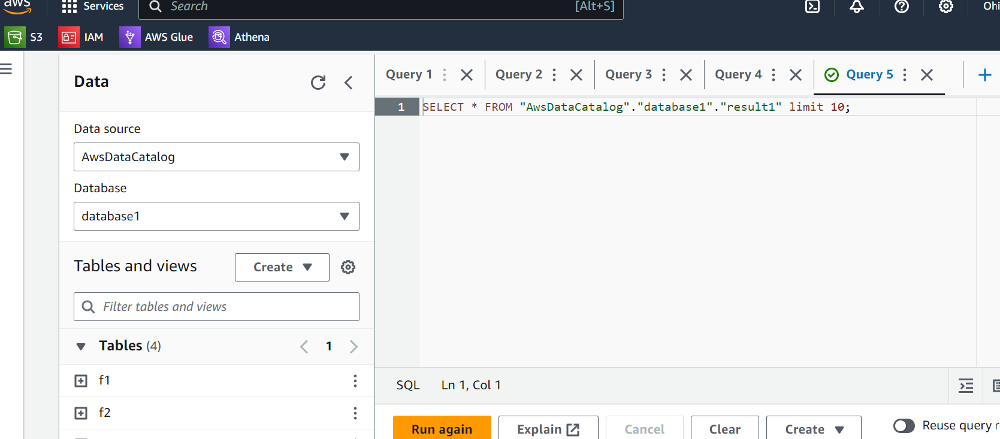 aws
Services
Search
[Alt+S]
Ohi
S3
IAM
AWS Glue
Athena
Data
Data source
AwsDataCatalog
Database
database1
Tables and views
Create
Filter tables and views
Tables (4)
1
f1
f2
Query 1
Query 2
Query 3
Query 4
Query 5
1 SELECT * FROM "AwsDataCatalog"."database1"."result1" limit 10;
SQL
Ln 1, Col 1
Run again
Explain
Cancel
Clear
Create
Reuse query r